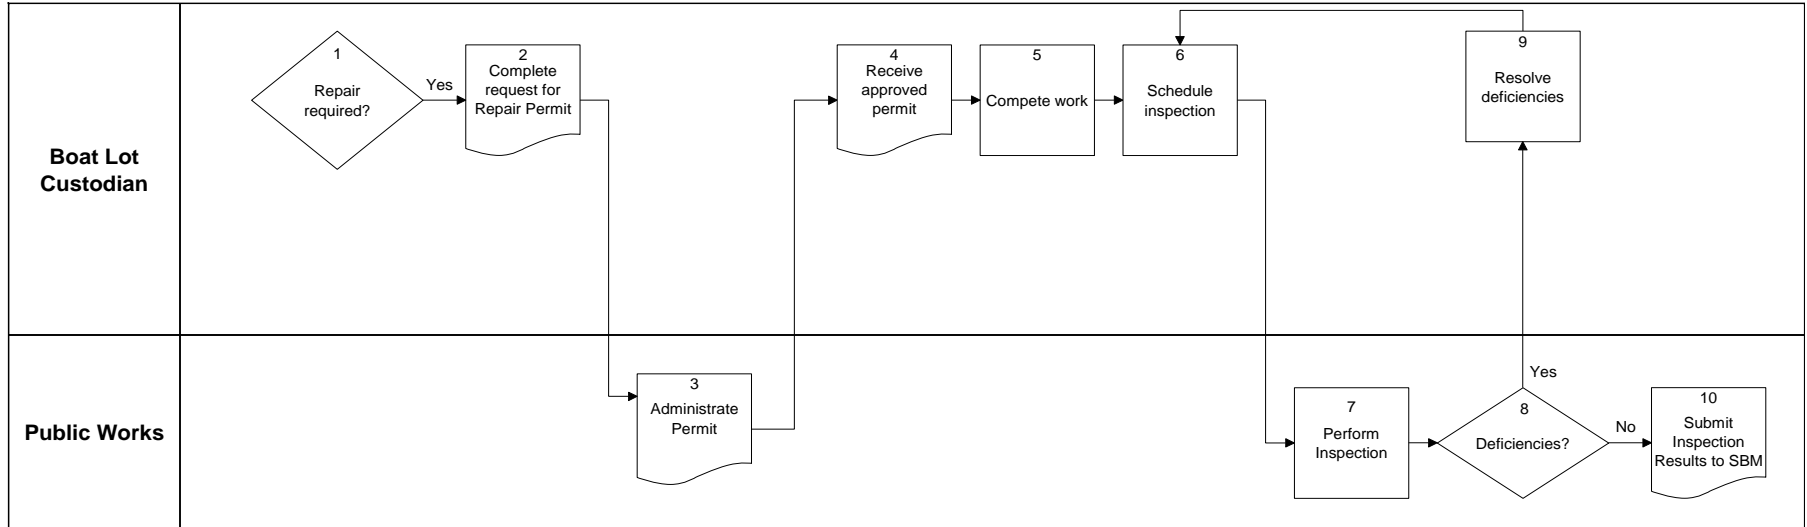 Boat Lot
Custodian
1
Repair
required?
Yes
2
Complete
request for
Repair Permit
4
Receive
approved
permit
5
Compete work
6
Schedule
inspection
9
Resolve
deficiencies
Public Works
3
Administrate
Permit
7
Perform
Inspection
8
Deficiencies?
Yes
No
10
Submit
Inspection
Results to SBM